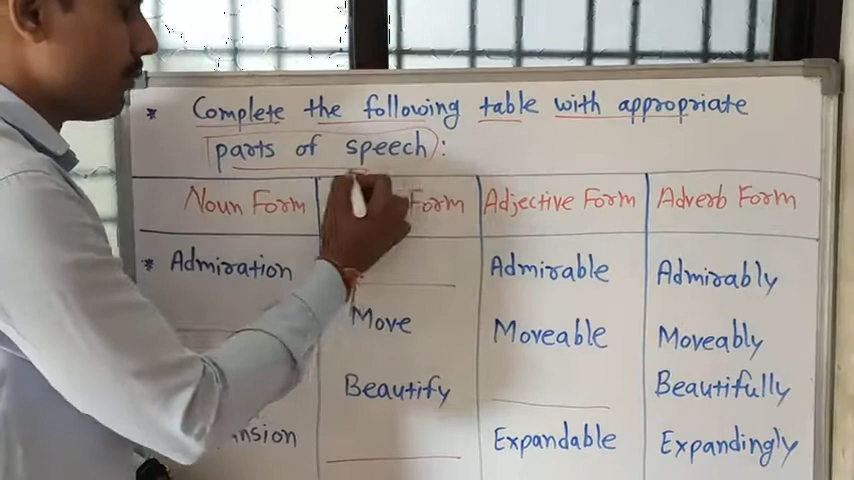 * Complete the following table with appropriate
parts of speech :
Noun Form Form Adjective Form Adverb Form
* Admiration Admirable Admirably
Move Moveable Moveably
Beautify Beautifully
nsion Expandable Expandingly